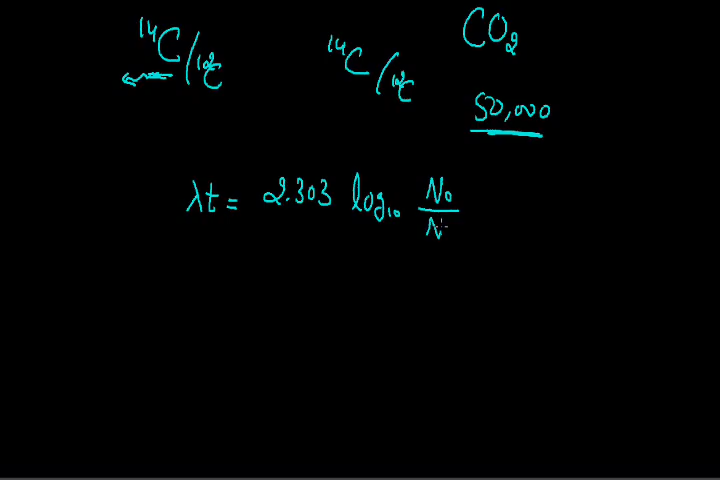 ¹⁴C/¹²C ¹⁴C/¹²C CO₂
50,000
λt = 2.303 log₁₀ N₀/N